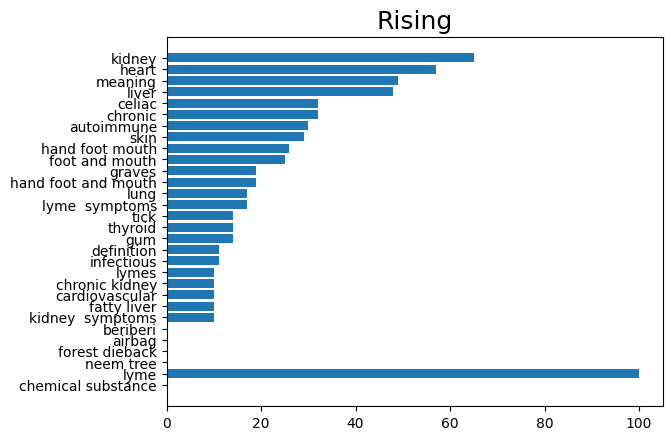 Rising
kidney
heart
meaning
liver
celiac
chronic
autoimmune
skin
hand foot mouth
foot and mouth
graves
hand foot and mouth
lung
lyme  symptoms
tick
thyroid
gum
definition
infectious
lymes
chronic kidney
cardiovascular
fatty liver
kidney  symptoms
beriberi
airbag
forest dieback
neem tree
lyme
chemical substance
0 20 40 60 80 100